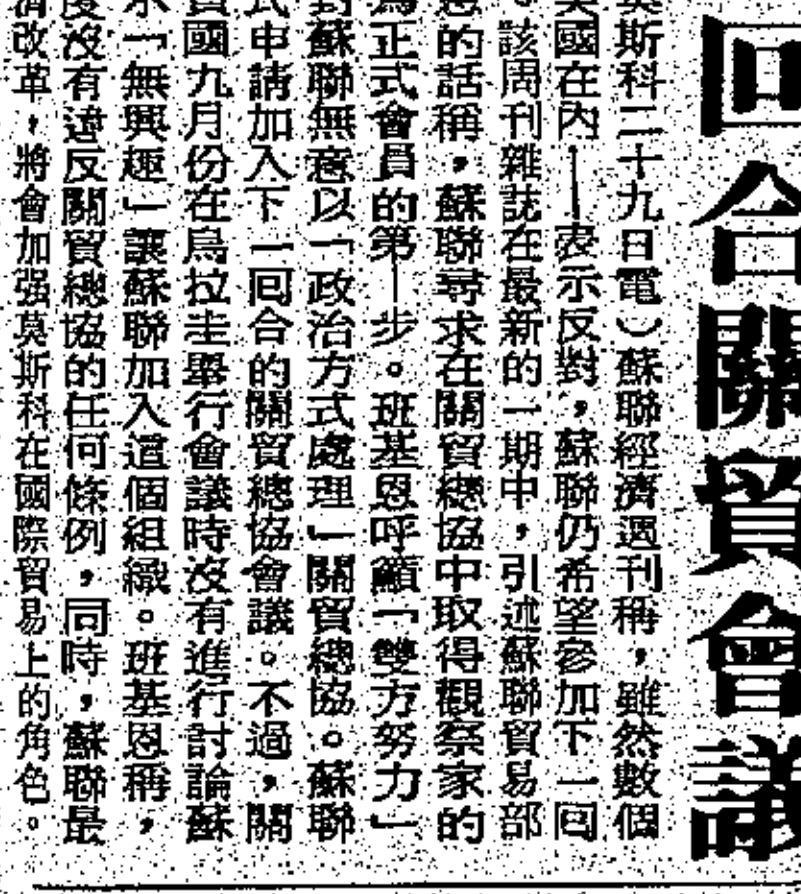 回合關貿會議
莫斯科二十九日電）蘇聯經濟週刊稱，雖然數個
美國在內—表示反對，蘇聯仍希望參加下一囘
。該周刊雜誌在最新的一期中，引述蘇聯貿易部
恩的話稱，蘇聯尋求在關貿總協中取得觀察家的
為正式會員的第一步。班基恩呼籲「雙方努力」
對蘇聯無意以「政治方式處理」關貿總協。蘇聯
式申請加入下一囘合的關貿總協會議。不過，關
貿國九月份在烏拉圭舉行會議時沒有進行討論蘇
示「無興趣」讓蘇聯加入這個組織。班基恩稱，
度沒有違反關貿總協的任何條例，同時，蘇聯最
濟改革，將會加强莫斯科在國際貿易上的角色。